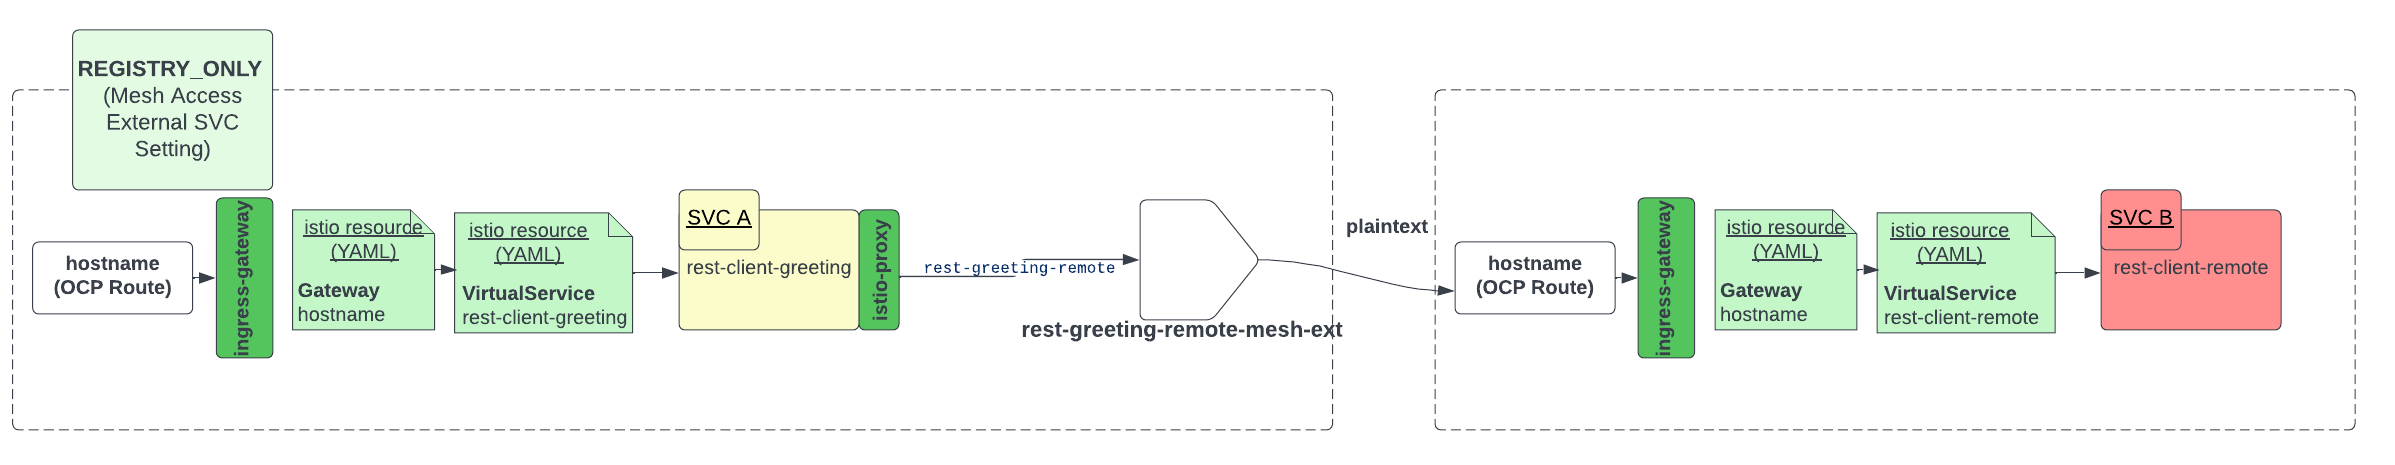 REGISTRY_ONLY
(Mesh Access
External SVC
Setting)
hostname
(OCP Route)
ingress-gateway
istio resource
(YAML)
Gateway
hostname
istio resource
(YAML)
VirtualService
rest-client-greeting
SVC A
rest-client-greeting
istio-proxy
rest-greeting-remote
rest-greeting-remote-mesh-ext
plaintext
hostname
(OCP Route)
ingress-gateway
istio resource
(YAML)
Gateway
hostname
istio resource
(YAML)
VirtualService
rest-client-remote
SVC B
rest-client-remote